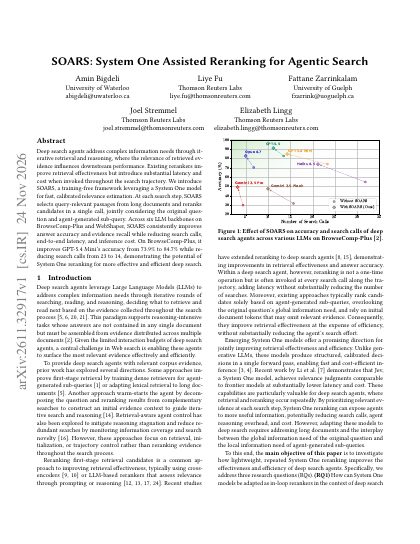 SOARS: System One Assisted Reranking for Agentic Search
Amin Bigdeli
University of Waterloo
abigdeli@uwaterloo.ca
Liye Fu
Thomson Reuters Labs
liye.fu@thomsonreuters.com
Fattane Zarrinkalam
University of Guelph
fzarrink@uoguelph.ca
Joel Stremmel
Thomson Reuters Labs
joel.stremmel@thomsonreuters.com
Elizabeth Lingg
Thomson Reuters Labs
elizabeth.lingg@thomsonreuters.com
arXiv:2611.32917v1 [cs.IR] 24 Nov 2026
Abstract
Deep search agents address complex information needs through it-
erative retrieval and reasoning, where the relevance of retrieved ev-
idence influences downstream performance. Existing rerankers im-
prove retrieval effectiveness but introduce substantial latency and
cost when invoked throughout the search trajectory. We introduce
SOARS, a training-free framework leveraging a System One model
for fast, calibrated relevance estimation. At each search step, SOARS
selects query-relevant passages from long documents and reranks
candidates in a single call, jointly considering the original ques-
tion and agent-generated sub-query. Across six LLM backbones on
BrowseComp-Plus and WebShaper, SOARS consistently improves
answer accuracy and evidence recall while reducing search calls,
end-to-end latency, and inference cost. On BrowseComp-Plus, it
improves GPT-5.4 Mini's accuracy from 73.9% to 84.7% while re-
ducing searches from 23 to 14, demonstrating the potential of
System One reranking for more effective and efficient deep search.
1 Introduction
Deep search agents leverage Large Language Models (LLMs) to
address complex information needs through iterative rounds of
searching, reading, and reasoning, deciding what to retrieve and
read next based on the evidence collected throughout the search
process [5, 6, 20, 21]. This paradigm supports reasoning-intensive
tasks whose answers are not contained in any single document
but must be assembled from evidence distributed across multiple
documents [2]. Given the limited interaction budgets of deep search
agents, a central challenge in Web search is enabling these agents
to surface the most relevant evidence effectively and efficiently.
To provide deep search agents with relevant corpus evidence,
prior work has explored several directions. Some approaches im-
prove first-stage retrieval by training dense retrievers for agent-
generated sub-queries [1] or adapting lexical retrieval to long doc-
uments [5]. Another approach warm-starts the agent by decompos-
ing the question and reranking results from complementary
searches to construct an initial evidence context to guide itera-
tive search and reasoning [16]. Retrieval-aware agent control has
also been explored to mitigate reasoning stagnation and reduce re-
dundant searches by monitoring information coverage and search
novelty [16]. However, these approaches focus on retrieval, ini-
tialization, or trajectory control rather than reranking evidence
throughout the search process.
Reranking first-stage retrieval candidates is a common ap-
proach to improving retrieval effectiveness, typically using cross-
encoders [9, 10] or LLM-based rerankers that assess relevance
through prompting or reasoning [12, 13, 17, 24]. Recent studies
Accuracy (%)
Number of Search Calls
Figure 1: Effect of SOARS on accuracy and search calls of deep
search agents across various LLMs on BrowseComp-Plus [2].
have extended reranking to deep search agents [8, 15], demonstrat-
ing improvements in retrieval effectiveness and answer accuracy.
Within a deep search agent, however, reranking is not a one-time
operation but is often invoked at every search call along the tra-
jectory, adding latency without substantially reducing the number
of searches. Moreover, existing approaches typically rank candi-
dates solely based on agent-generated sub-queries, overlooking
the original question's global information need, and rely on initial
document tokens that may omit relevant evidence. Consequently,
they improve retrieval effectiveness at the expense of efficiency,
without substantially reducing the agent's search effort.
Emerging System One models offer a promising direction for
jointly improving retrieval effectiveness and efficiency. Unlike gen-
erative LLMs, these models produce structured, calibrated deci-
sions in a single forward pass, enabling fast and cost-efficient in-
ference [3, 4]. Recent work by Li et al. [7] demonstrates that Jev,
a System One model, achieves relevance judgments comparable
to frontier models at substantially lower latency and cost. These
capabilities are particularly valuable for deep search agents, where
retrieval and reranking occur repeatedly. By prioritizing relevant ev-
idence at each search step, System One reranking can expose agents
to more useful information, potentially reducing search calls, agent
reasoning overhead, and cost. However, adapting these models to
deep search requires addressing long documents and the interplay
between the global information need of the original question and
the local information need of agent-generated sub-queries.
To this end, the main objective of this paper is to investigate
how lightweight, repeated System One reranking improves the
effectiveness and efficiency of deep search agents. Specifically, we
address three research questions (RQs): (RQ1) How can System One
models be adapted as in-loop rerankers in the context of deep search